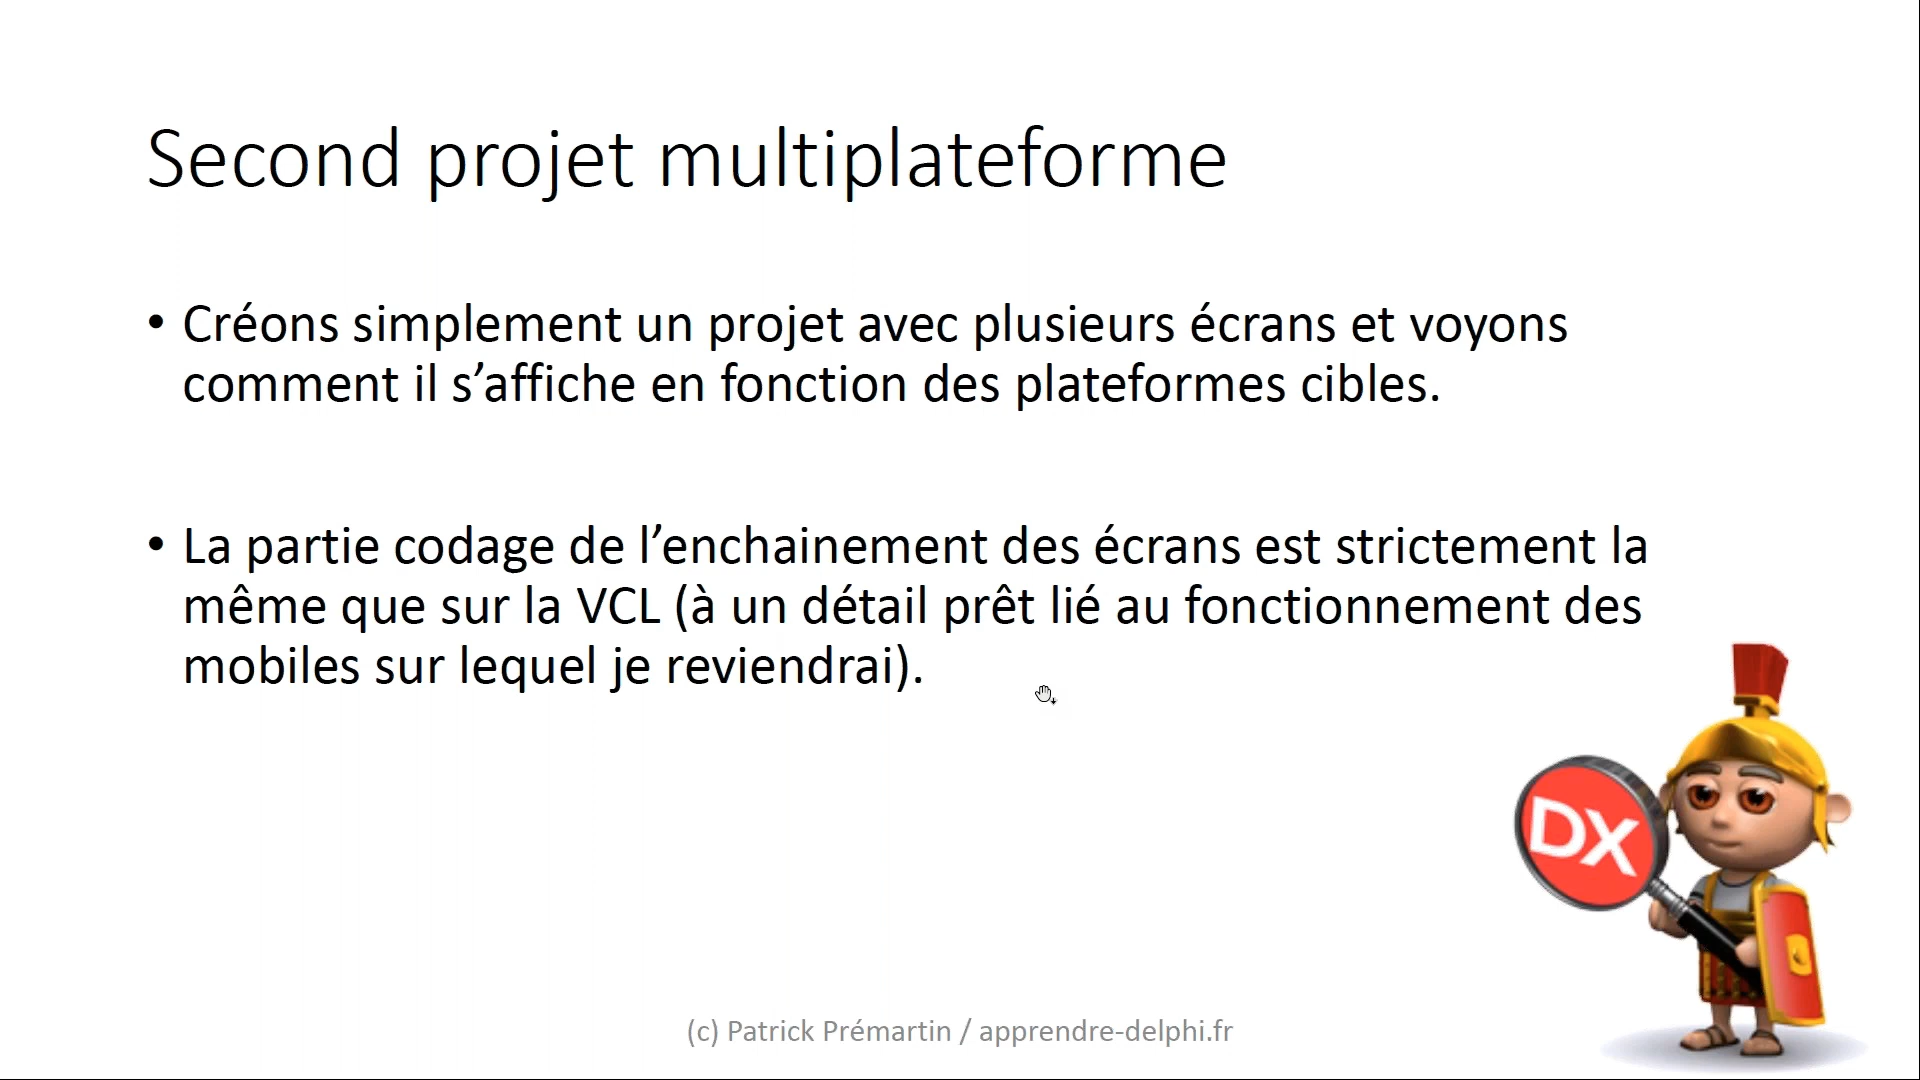 Second projet multiplateforme
• Créons simplement un projet avec plusieurs écrans et voyons
comment il s’affiche en fonction des plateformes cibles.
• La partie codage de l’enchainement des écrans est strictement la
même que sur la VCL (à un détail prêt lié au fonctionnement des
mobiles sur lequel je reviendrai).
DX
(c) Patrick Prémartin / apprendre-delphi.fr